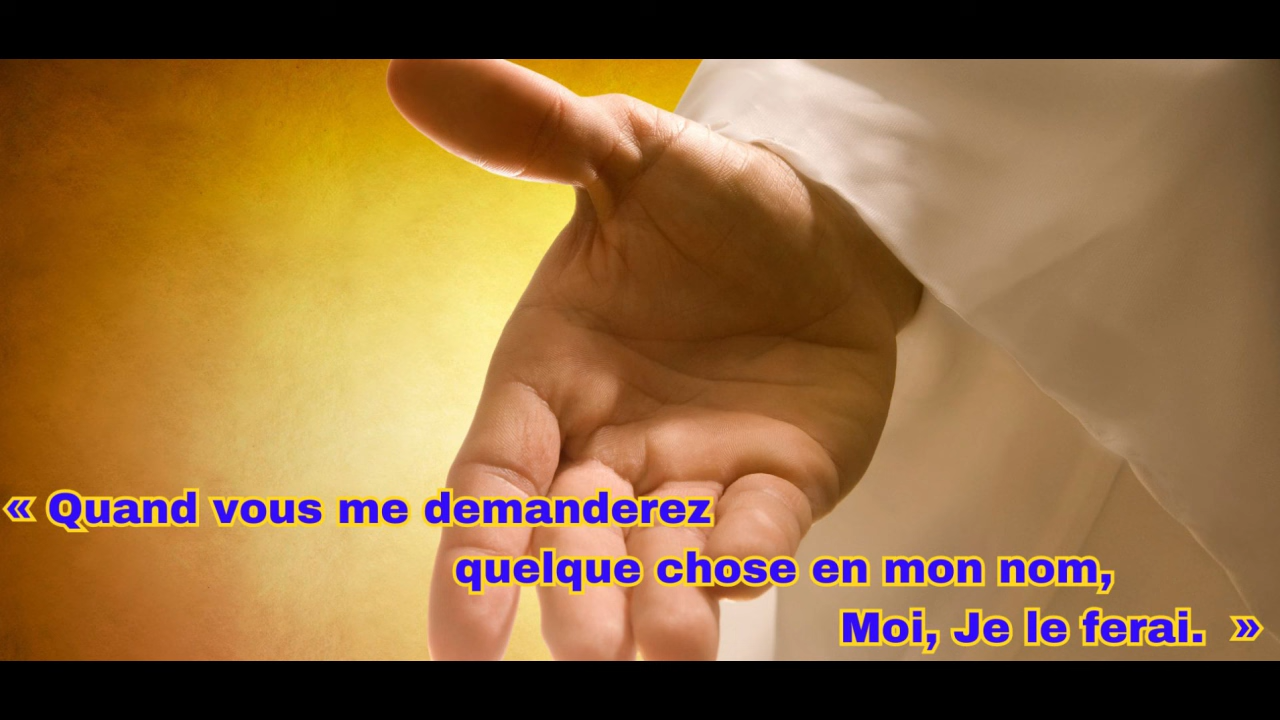 « Quand vous me demanderez
quelque chose en mon nom,
Moi, Je le ferai. »